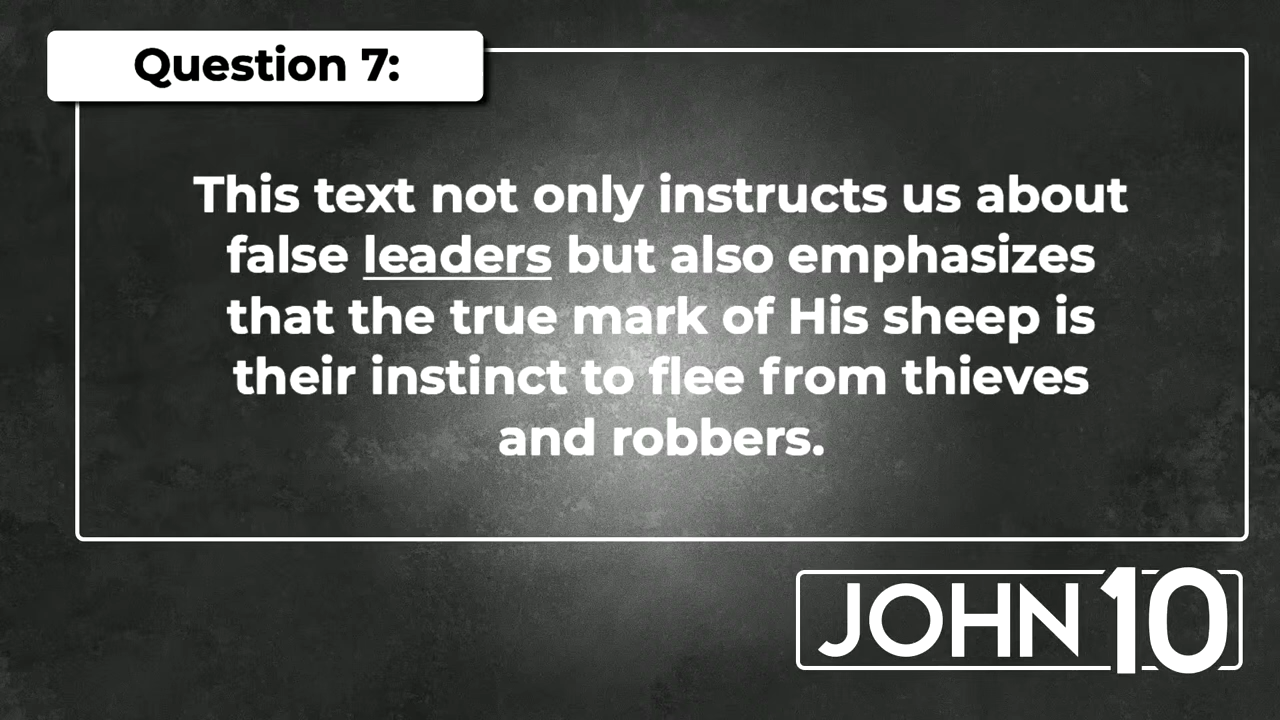 Question 7:
This text not only instructs us about
false leaders but also emphasizes
that the true mark of His sheep is
their instinct to flee from thieves
and robbers.
JOHN 10